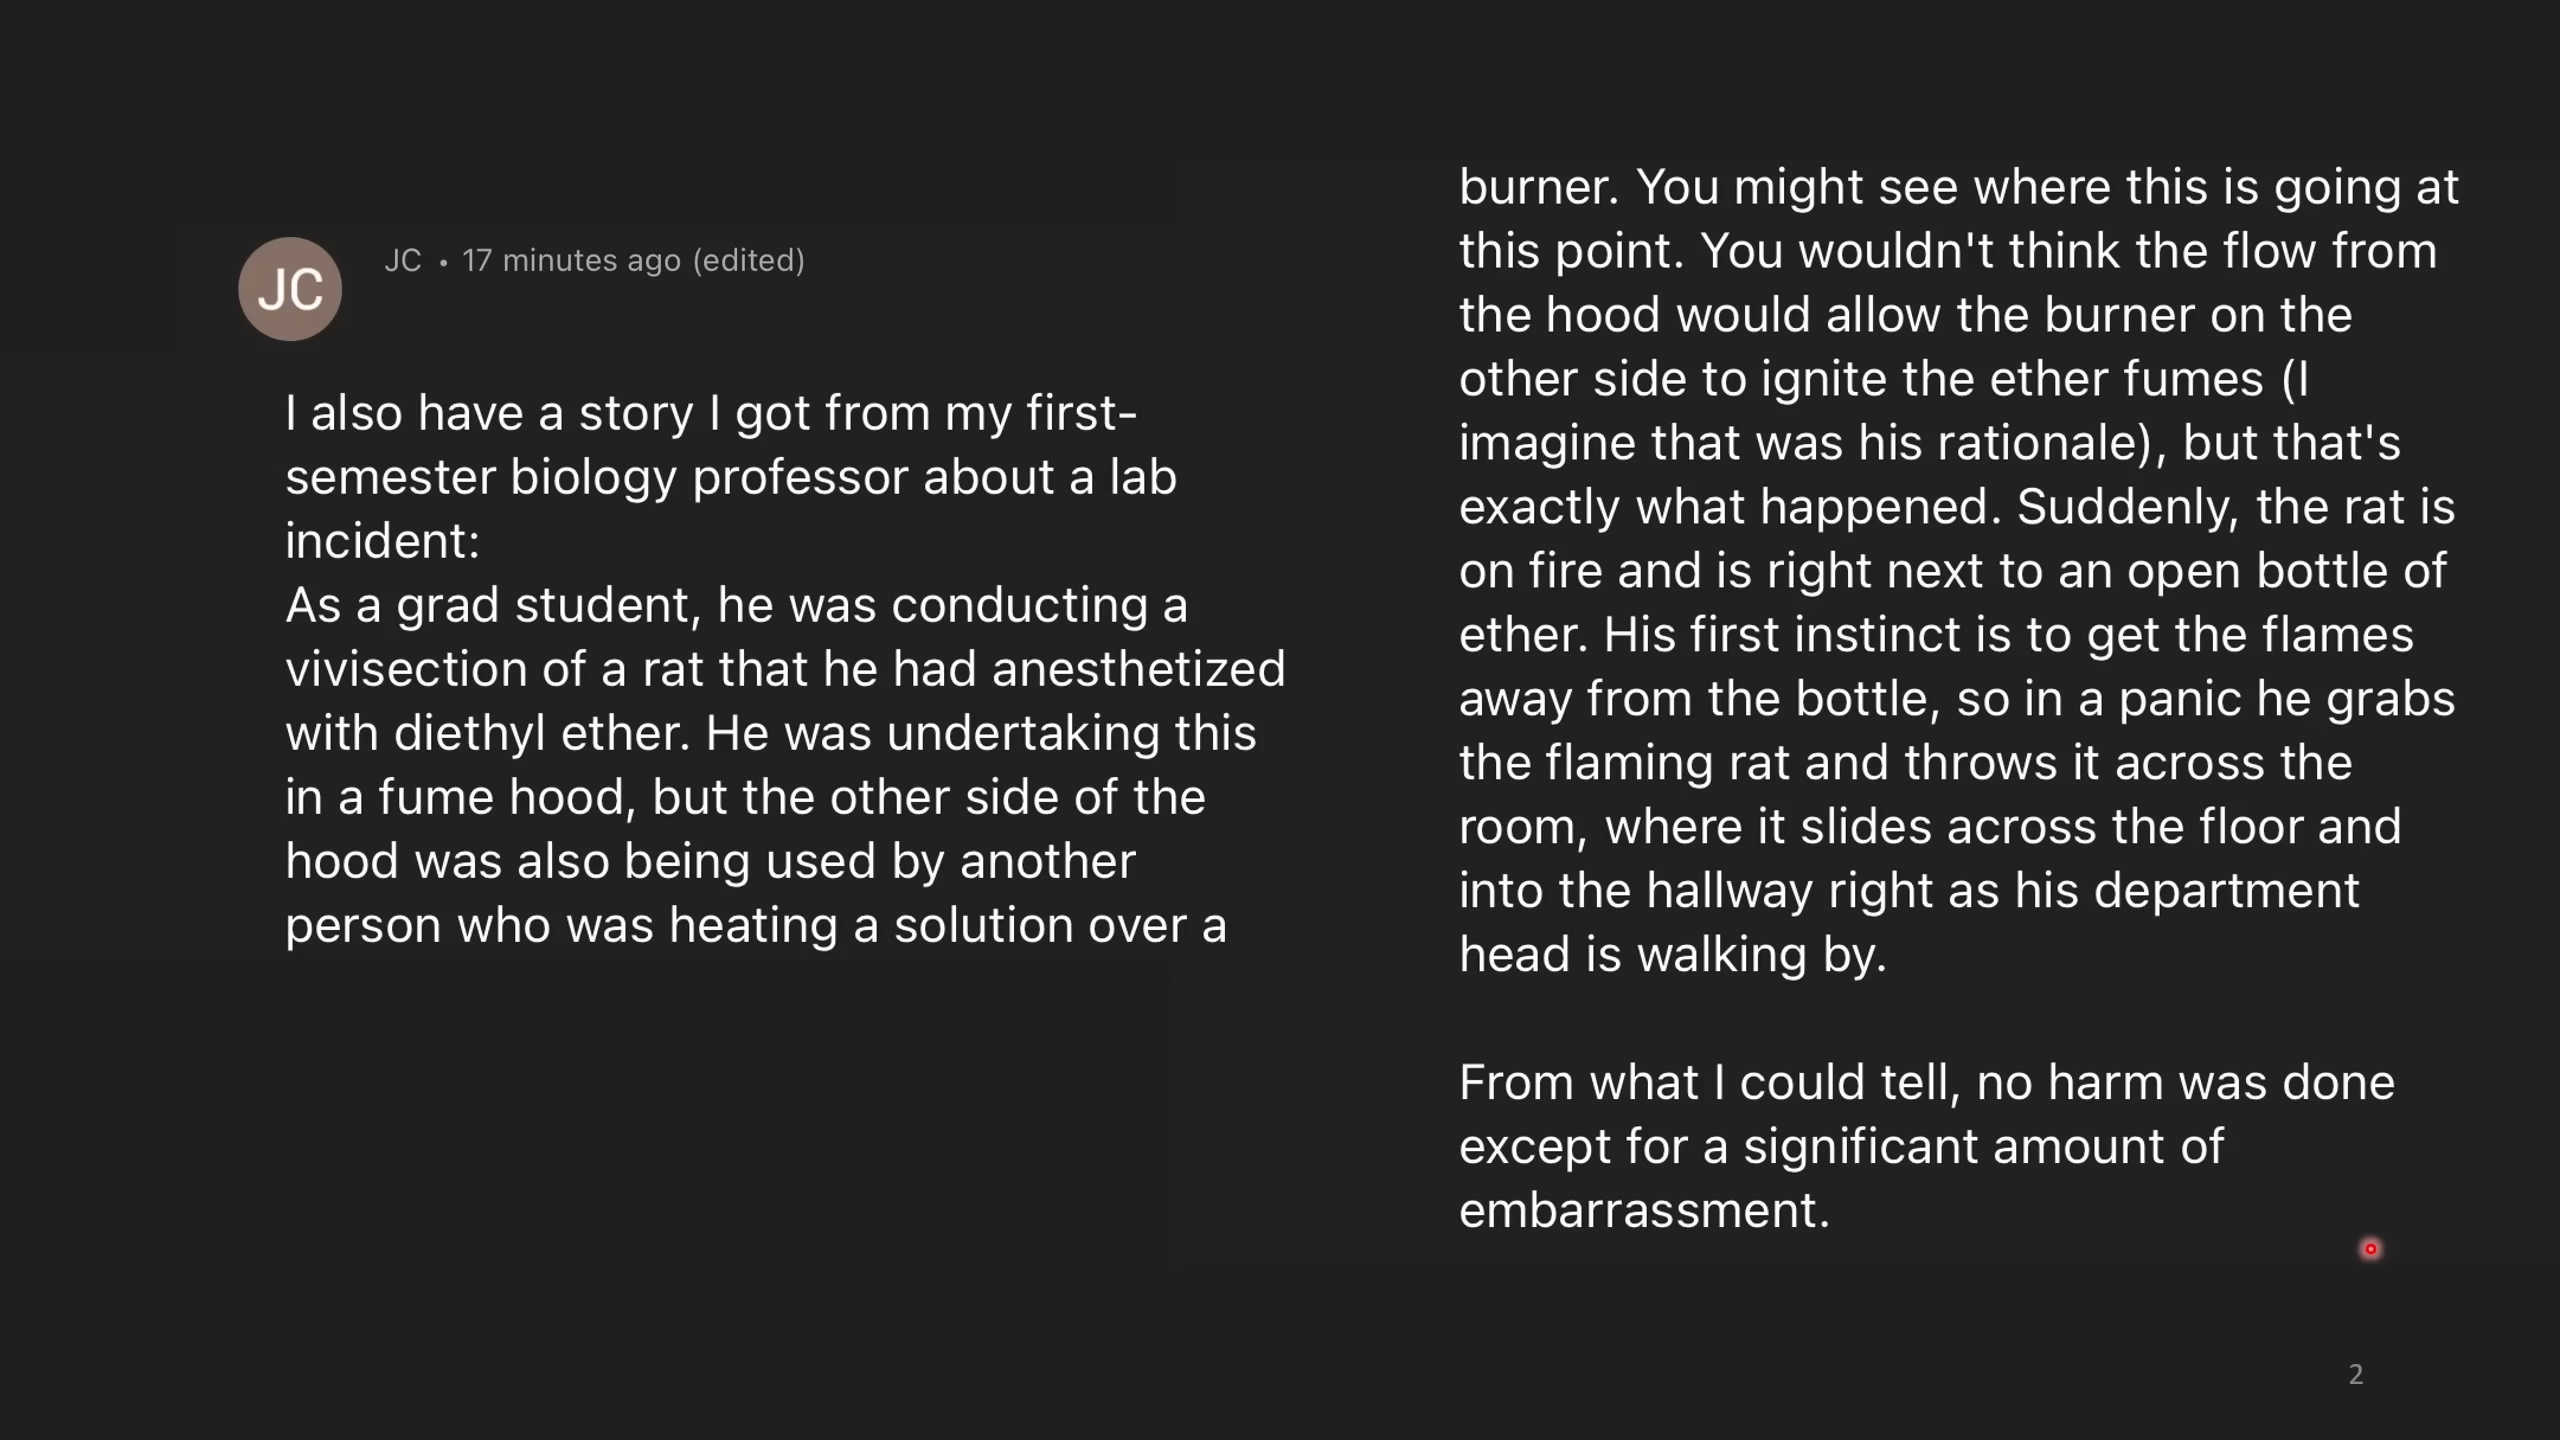 JC
JC • 17 minutes ago (edited)
I also have a story I got from my first-
semester biology professor about a lab
incident:
As a grad student, he was conducting a
vivisection of a rat that he had anesthetized
with diethyl ether. He was undertaking this
in a fume hood, but the other side of the
hood was also being used by another
person who was heating a solution over a
burner. You might see where this is going at
this point. You wouldn't think the flow from
the hood would allow the burner on the
other side to ignite the ether fumes (I
imagine that was his rationale), but that's
exactly what happened. Suddenly, the rat is
on fire and is right next to an open bottle of
ether. His first instinct is to get the flames
away from the bottle, so in a panic he grabs
the flaming rat and throws it across the
room, where it slides across the floor and
into the hallway right as his department
head is walking by.
From what I could tell, no harm was done
except for a significant amount of
embarrassment.
2